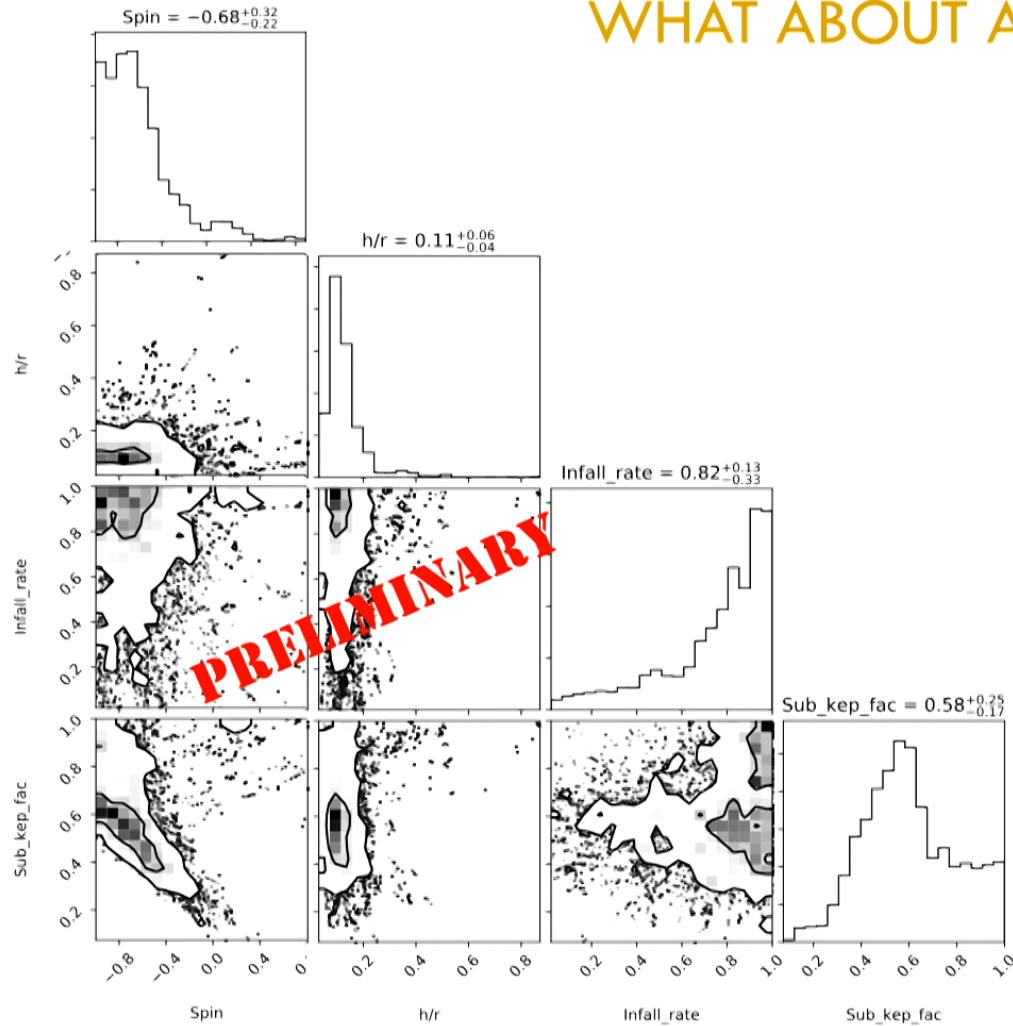 WHAT ABOUT A
Spin = −0.68+0.32 −0.22
h/r = 0.11+0.06 −0.04
Infall_rate = 0.82+0.13 −0.33
Sub_kep_fac = 0.58+0.25 −0.17
h/r
0.8
0.6
0.4
0.2
Infall_rate
1.0
0.8
0.6
0.4
0.2
PRELIMINARY
Sub_kep_fac
1.0
0.8
0.6
0.4
0.2
−0.8 −0.4 0.0 0.4
0.2 0.4 0.6 0.8
0.2 0.4 0.6 0.8 1.0
0.2 0.4 0.6 0.8 1.0
Spin h/r Infall_rate Sub_kep_fac